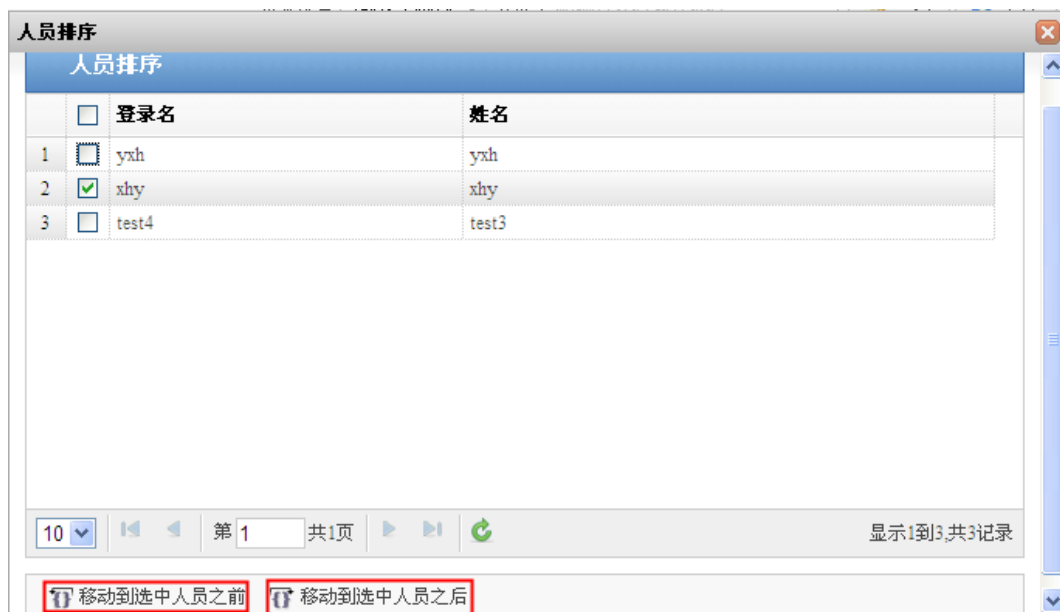 人员排序
人员排序
登录名 姓名
1 yxh yxh
2 xhy xhy
3 test4 test3
10 第 1 共1页 显示1到3,共3记录
移动到选中人员之前 移动到选中人员之后